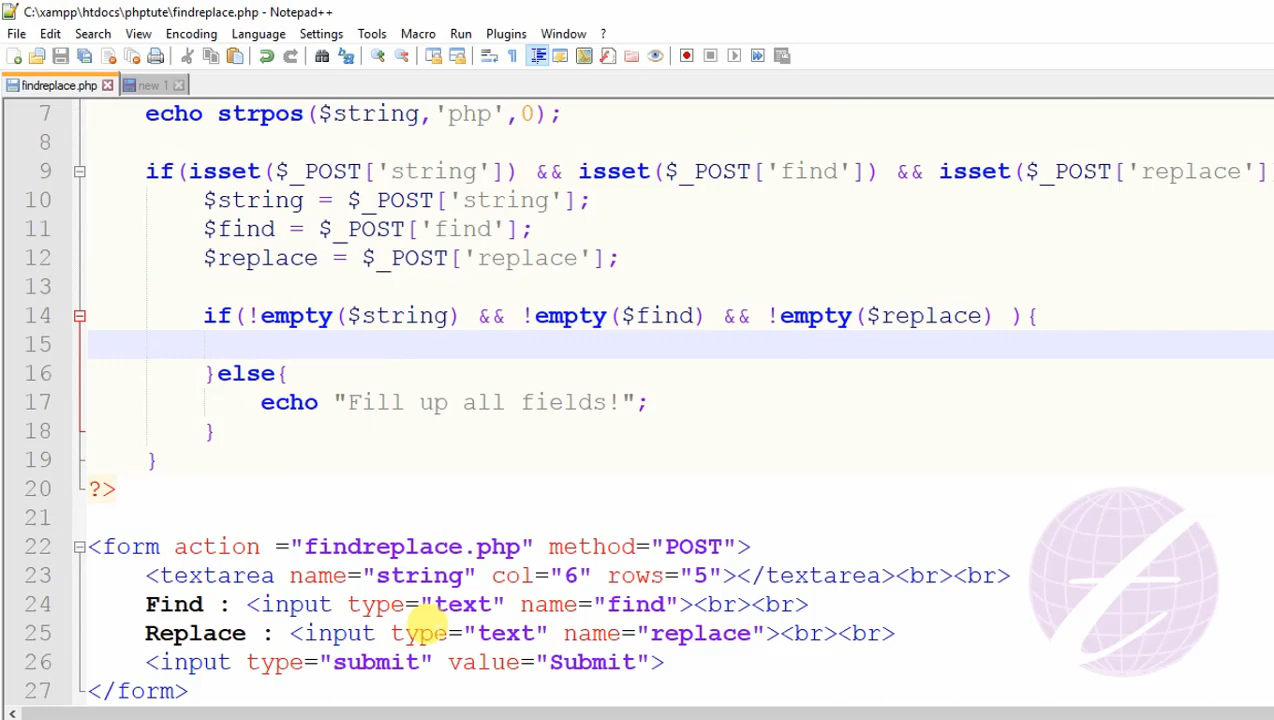 C:\xampp\htdocs\phptute\findreplace.php - Notepad++
File Edit Search View Encoding Language Settings Tools Macro Run Plugins Window ?
findreplace.php new 1
7 echo strpos($string,'php',0);
8
9 if(isset($_POST['string']) && isset($_POST['find']) && isset($_POST['replace']
10 $string = $_POST['string'];
11 $find = $_POST['find'];
12 $replace = $_POST['replace'];
13
14 if(!empty($string) && !empty($find) && !empty($replace) ){
15
16 }else{
17 echo "Fill up all fields!";
18 }
19 }
20 ?>
21
22 <form action ="findreplace.php" method="POST">
23 <textarea name="string" col="6" rows="5"></textarea><br><br>
24 Find : <input type="text" name="find"><br><br>
25 Replace : <input type="text" name="replace"><br><br>
26 <input type="submit" value="Submit">
27 </form>